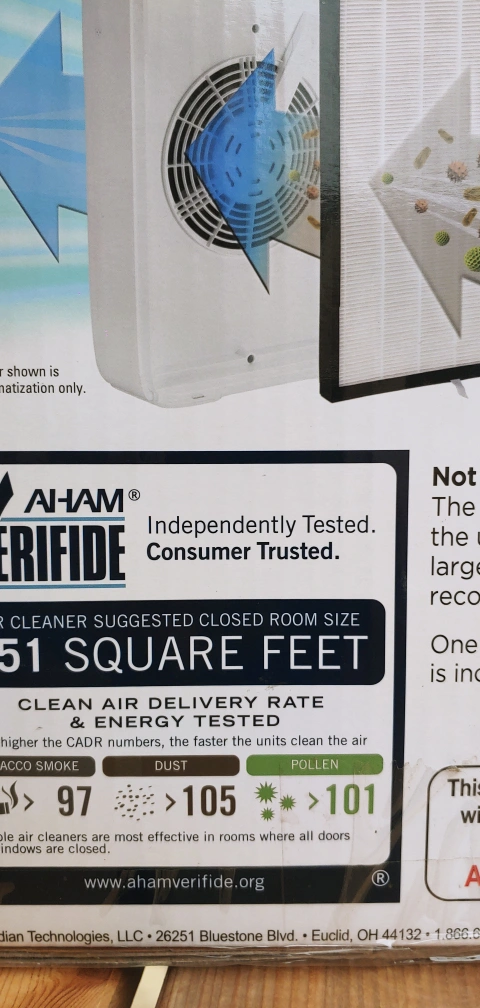 r shown is
matization only.
AHAM®
ERIFIDE
Independently Tested.
Consumer Trusted.
R CLEANER SUGGESTED CLOSED ROOM SIZE
51 SQUARE FEET
CLEAN AIR DELIVERY RATE
& ENERGY TESTED
higher the CADR numbers, the faster the units clean the air
ACCO SMOKE
DUST
POLLEN
> 97
>105
>101
ble air cleaners are most effective in rooms where all doors
indows are closed.
www.ahamverifide.org
®
Not
The
the u
large
reco
One
is inc
This
wi
A
dian Technologies, LLC • 26251 Bluestone Blvd. • Euclid, OH 44132 • 1.866.6